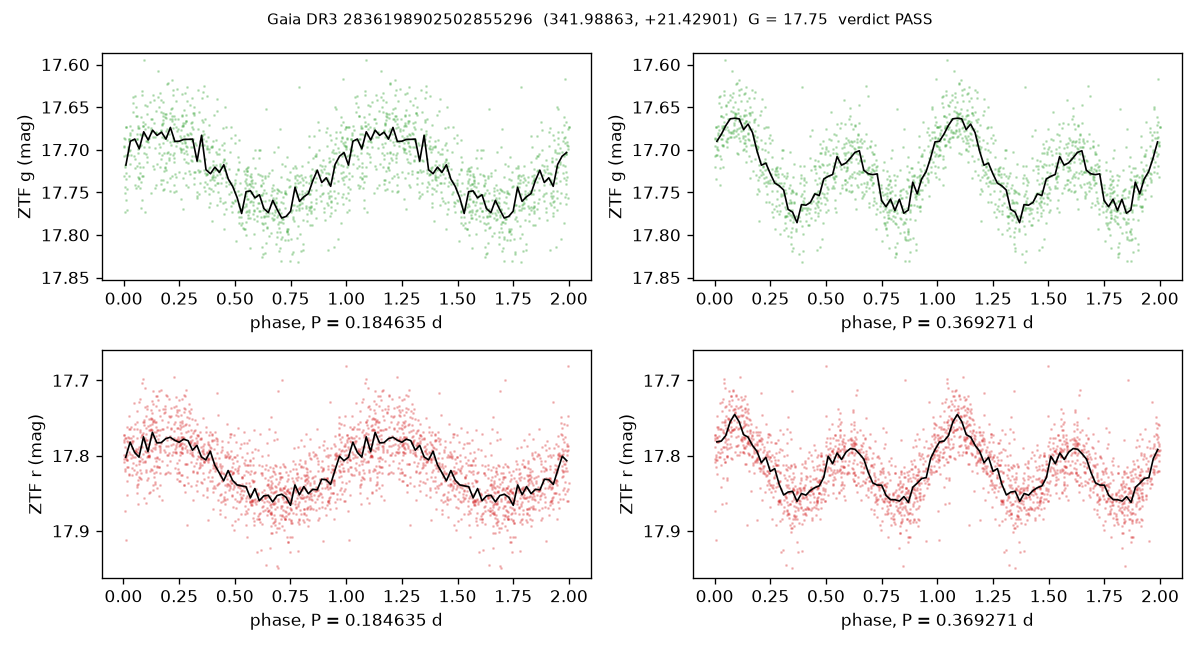 Gaia DR3 2836198902502855296 (341.98863, +21.42901) G = 17.75 verdict PASS
ZTF g (mag)
17.60
17.65
17.70
17.75
17.80
17.85
0.00 0.25 0.50 0.75 1.00 1.25 1.50 1.75 2.00
phase, P = 0.184635 d
ZTF g (mag)
17.60
17.65
17.70
17.75
17.80
17.85
0.00 0.25 0.50 0.75 1.00 1.25 1.50 1.75 2.00
phase, P = 0.369271 d
ZTF r (mag)
17.7
17.8
17.9
0.00 0.25 0.50 0.75 1.00 1.25 1.50 1.75 2.00
phase, P = 0.184635 d
ZTF r (mag)
17.7
17.8
17.9
0.00 0.25 0.50 0.75 1.00 1.25 1.50 1.75 2.00
phase, P = 0.369271 d